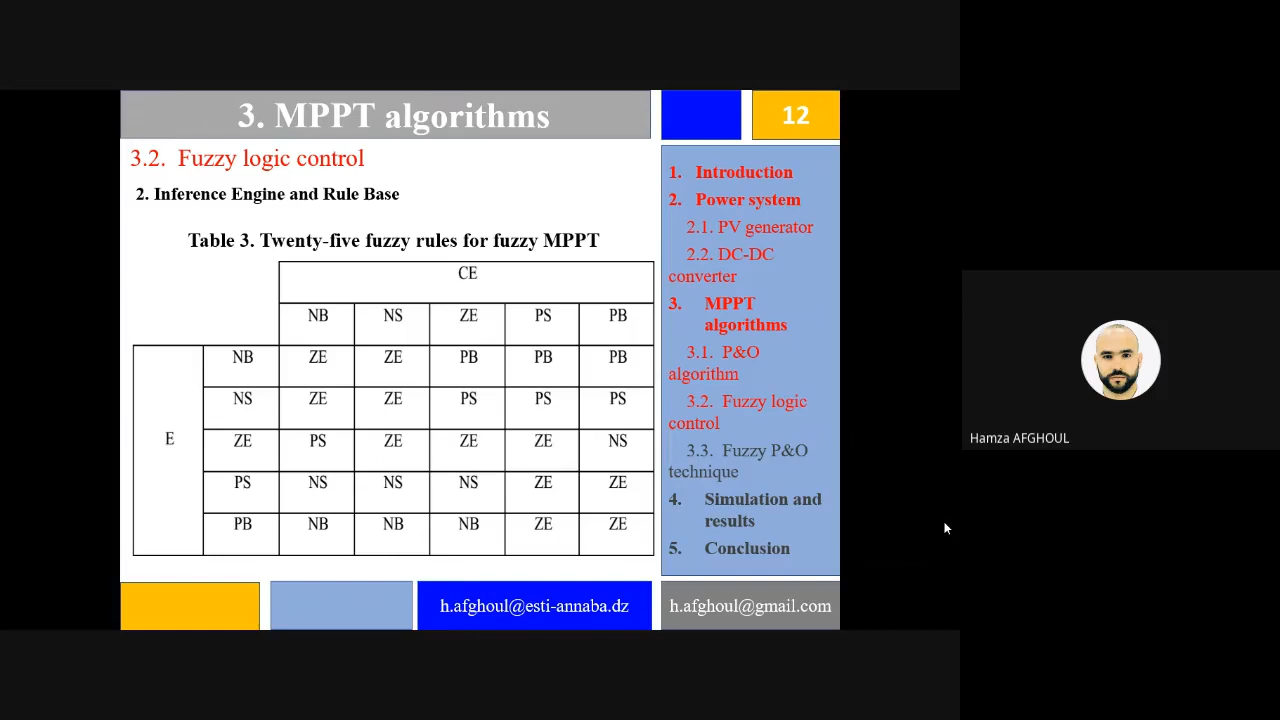 3. MPPT algorithms
12
3.2. Fuzzy logic control
2. Inference Engine and Rule Base
Table 3. Twenty-five fuzzy rules for fuzzy MPPT
CE
NB NS ZE PS PB
E
NB ZE ZE PB PB PB
NS ZE ZE PS PS PS
ZE PS ZE ZE ZE NS
PS NS NS NS ZE ZE
PB NB NB NB ZE ZE
1. Introduction
2. Power system
2.1. PV generator
2.2. DC-DC
converter
3. MPPT
algorithms
3.1. P&O
algorithm
3.2. Fuzzy logic
control
3.3. Fuzzy P&O
technique
4. Simulation and
results
5. Conclusion
h.afghoul@esti-annaba.dz
h.afghoul@gmail.com
Hamza AFGHOUL